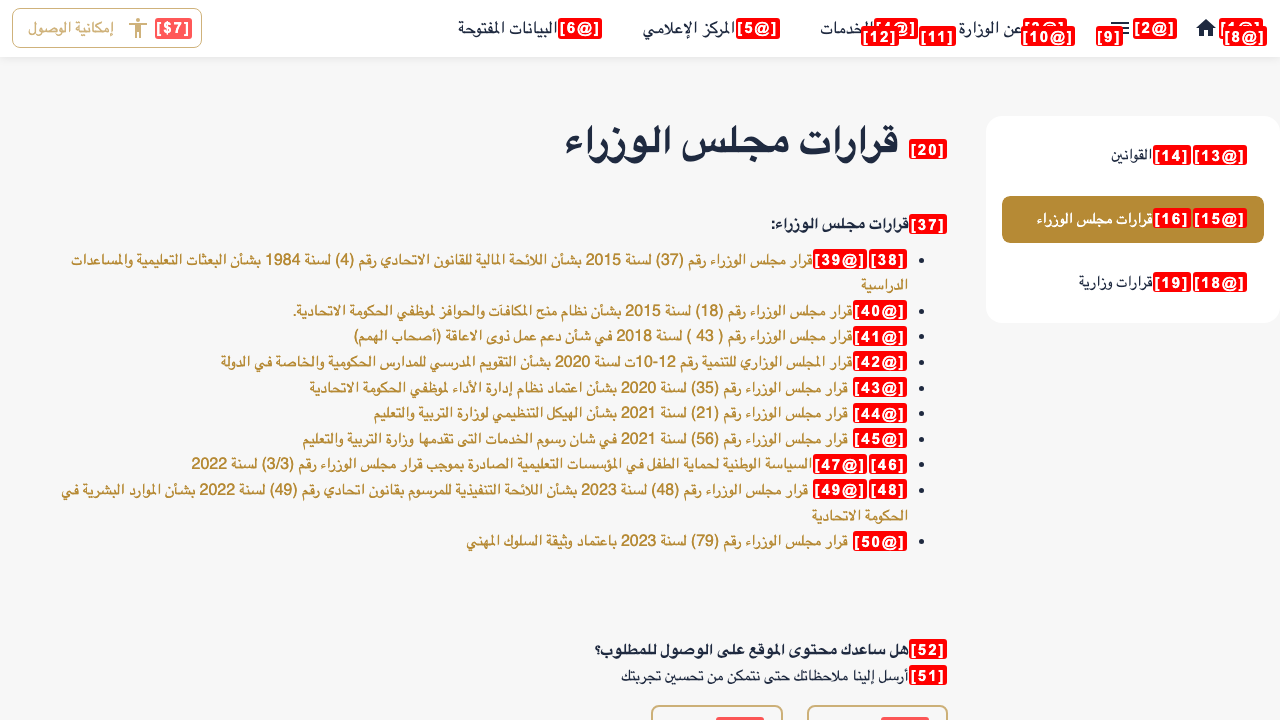 [@1] [@2] عن الوزارة [@3] الخدمات [@4] المركز الإعلامي [@5] البيانات المفتوحة [@6] إمكانية الوصول [$7]
[@8] [9] [@10] [11] [12]
[@13] [14] القوانين
[@15] [16] قرارات مجلس الوزراء
[@18] [19] قرارات وزارية
[20] قرارات مجلس الوزراء
[37] قرارات مجلس الوزراء:
[38] [@39] قرار مجلس الوزراء رقم (37) لسنة 2015 بشأن اللائحة المالية للقانون الاتحادي رقم (4) لسنة 1984 بشأن البعثات التعليمية والمساعدات
الدراسية
[@40] قرار مجلس الوزراء رقم (18) لسنة 2015 بشأن نظام منح المكافآت والحوافز لموظفي الحكومة الاتحادية.
[@41] قرار مجلس الوزراء رقم ( 43 ) لسنة 2018 في شأن دعم عمل ذوى الاعاقة (أصحاب الهمم)
[@42] قرار المجلس الوزاري للتنمية رقم 12-10ت لسنة 2020 بشأن التقويم المدرسي للمدارس الحكومية والخاصة في الدولة
[@43] قرار مجلس الوزراء رقم (35) لسنة 2020 بشأن اعتماد نظام إدارة الأداء لموظفي الحكومة الاتحادية
[@44] قرار مجلس الوزراء رقم (21) لسنة 2021 بشأن الهيكل التنظيمي لوزارة التربية والتعليم
[@45] قرار مجلس الوزراء رقم (56) لسنة 2021 في شان رسوم الخدمات التى تقدمها وزارة التربية والتعليم
[46] [@47] السياسة الوطنية لحماية الطفل في المؤسسات التعليمية الصادرة بموجب قرار مجلس الوزراء رقم (3/3) لسنة 2022
[48] [@49] قرار مجلس الوزراء رقم (48) لسنة 2023 بشأن اللائحة التنفيذية للمرسوم بقانون اتحادي رقم (49) لسنة 2022 بشأن الموارد البشرية في
الحكومة الاتحادية
[@50] قرار مجلس الوزراء رقم (79) لسنة 2023 باعتماد وثيقة السلوك المهني
[52] هل ساعدك محتوى الموقع على الوصول للمطلوب؟
[51] أرسل إلينا ملاحظاتك حتى نتمكن من تحسين تجربتك